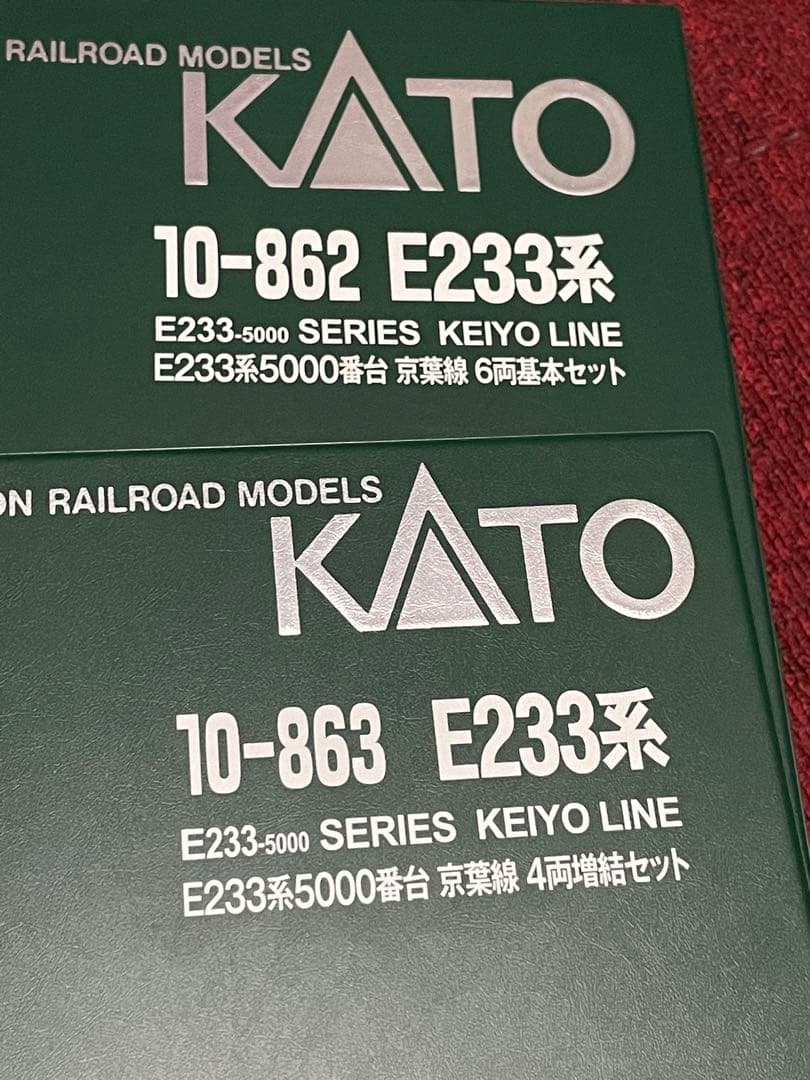 RAILROAD MODELS
KATO
10-862 E233系
E233-5000 SERIES KEIYO LINE
E233系5000番台 京葉線 6両基本セット
ON RAILROAD MODELS
KATO
10-863 E233系
E233-5000 SERIES KEIYO LINE
E233系5000番台 京葉線 4両増結セット